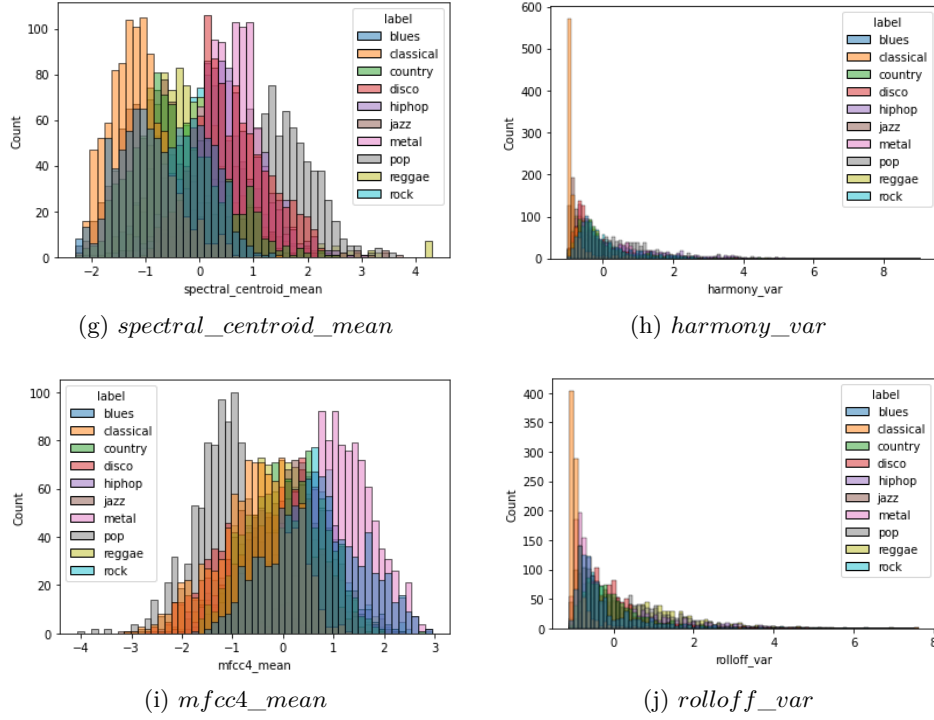 label
blues
classical
country
disco
hiphop
jazz
metal
pop
reggae
rock
Count
100
80
60
40
20
0
−2 −1 0 1 2 3 4
spectral_centroid_mean
(g) spectral_centroid_mean
label
blues
classical
country
disco
hiphop
jazz
metal
pop
reggae
rock
Count
600
500
400
300
200
100
0
0 2 4 6 8
harmony_var
(h) harmony_var
label
blues
classical
country
disco
hiphop
jazz
metal
pop
reggae
rock
Count
100
80
60
40
20
0
−4 −3 −2 −1 0 1 2 3
mfcc4_mean
(i) mfcc4_mean
label
blues
classical
country
disco
hiphop
jazz
metal
pop
reggae
rock
Count
400
350
300
250
200
150
100
50
0
0 2 4 6 8
rolloff_var
(j) rolloff_var